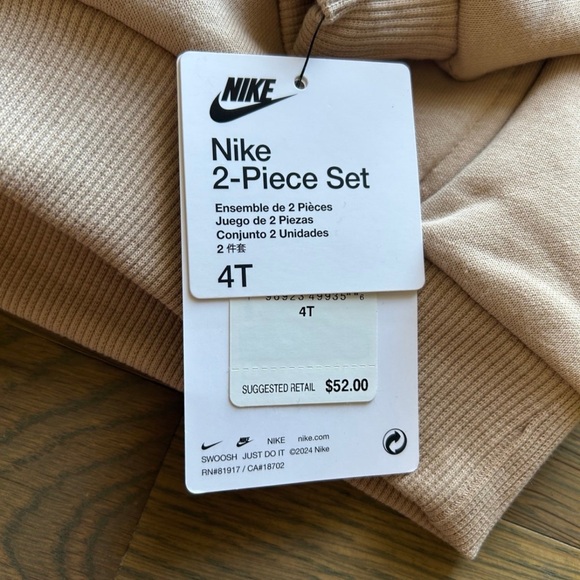 NIKE
Nike
2-Piece Set
Ensemble de 2 Pièces
Juego de 2 Piezas
Conjunto 2 Unidades
2 件套
4T
4T
SUGGESTED RETAIL $52.00
NIKE nike.com
SWOOSH JUST DO IT ©2024 Nike
RN#81917 / CA#18702